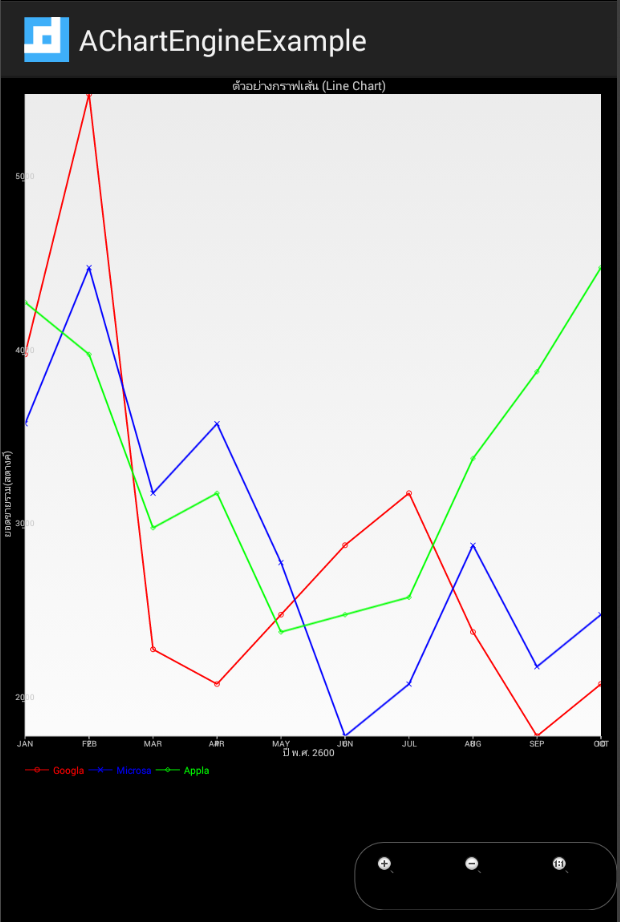 AChartEngineExample
ตัวอย่างกราฟเส้น (Line Chart)
5000
4000
3000
2000
ยอดขายรวม(สตางค์)
JAN FEB MAR APR MAY JUN JUL AUG SEP OCT
ปี พ.ศ. 2600
Googla Microsa Appla